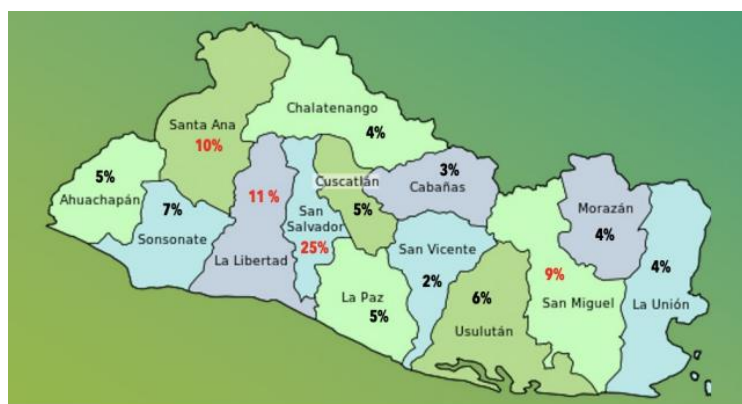 Chalatenango
4%
Santa Ana
10%
3%
Cabañas
Cuscatlán
5%
5%
Ahuachapán
7%
Sonsonate
11 %
La Libertad
San
Salvador
25%
San Vicente
2%
La Paz
5%
6%
Usulután
9%
San Miguel
Morazán
4%
4%
La Unión